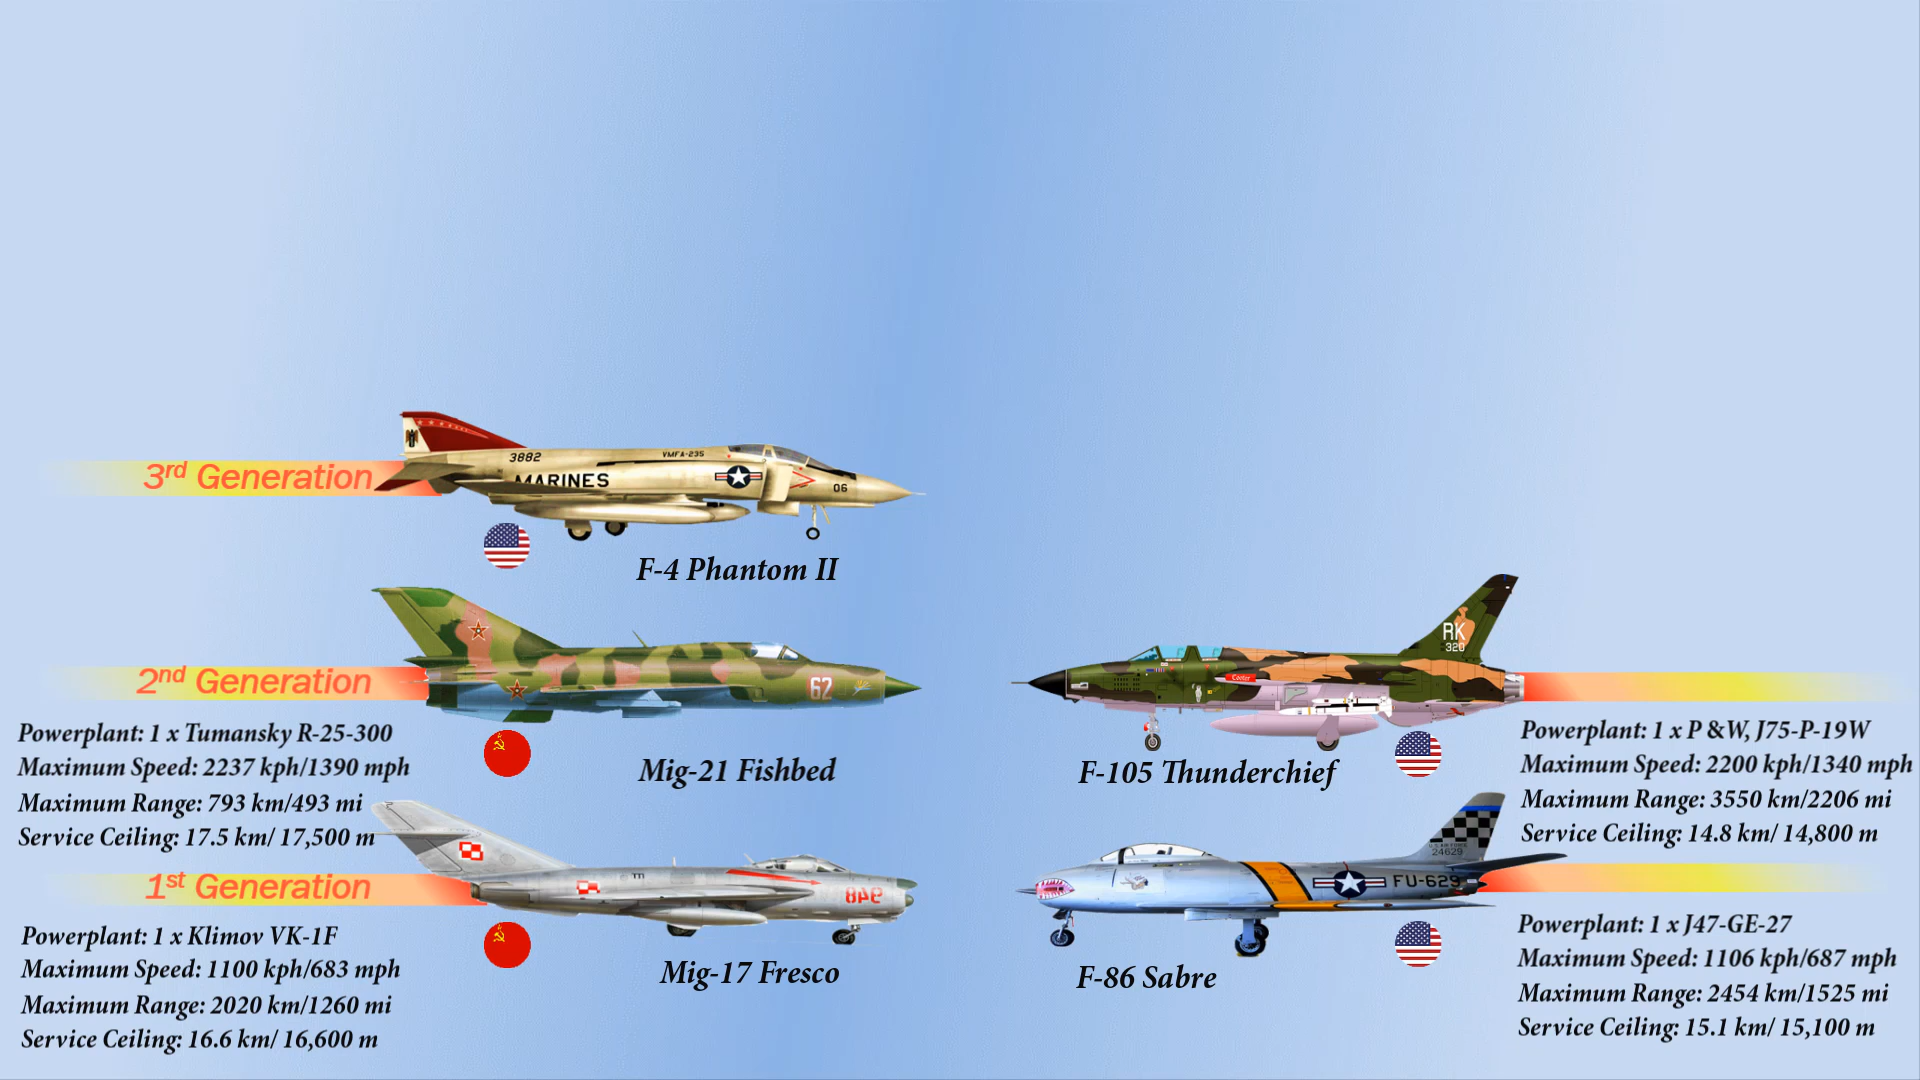 3882
VMFA-235
MARINES
06
3rd Generation
F-4 Phantom II
62
2nd Generation
Powerplant: 1 x Tumansky R-25-300
Maximum Speed: 2237 kph/1390 mph
Maximum Range: 793 km/493 mi
Service Ceiling: 17.5 km/ 17,500 m
Mig-21 Fishbed
RK
320
Cooter
F-105 Thunderchief
Powerplant: 1 x P &W, J75-P-19W
Maximum Speed: 2200 kph/1340 mph
Maximum Range: 3550 km/2206 mi
Service Ceiling: 14.8 km/ 14,800 m
1st Generation
946
Powerplant: 1 x Klimov VK-1F
Maximum Speed: 1100 kph/683 mph
Maximum Range: 2020 km/1260 mi
Service Ceiling: 16.6 km/ 16,600 m
Mig-17 Fresco
U.S. AIR FORCE
24629
FU-629
F-86 Sabre
Powerplant: 1 x J47-GE-27
Maximum Speed: 1106 kph/687 mph
Maximum Range: 2454 km/1525 mi
Service Ceiling: 15.1 km/ 15,100 m